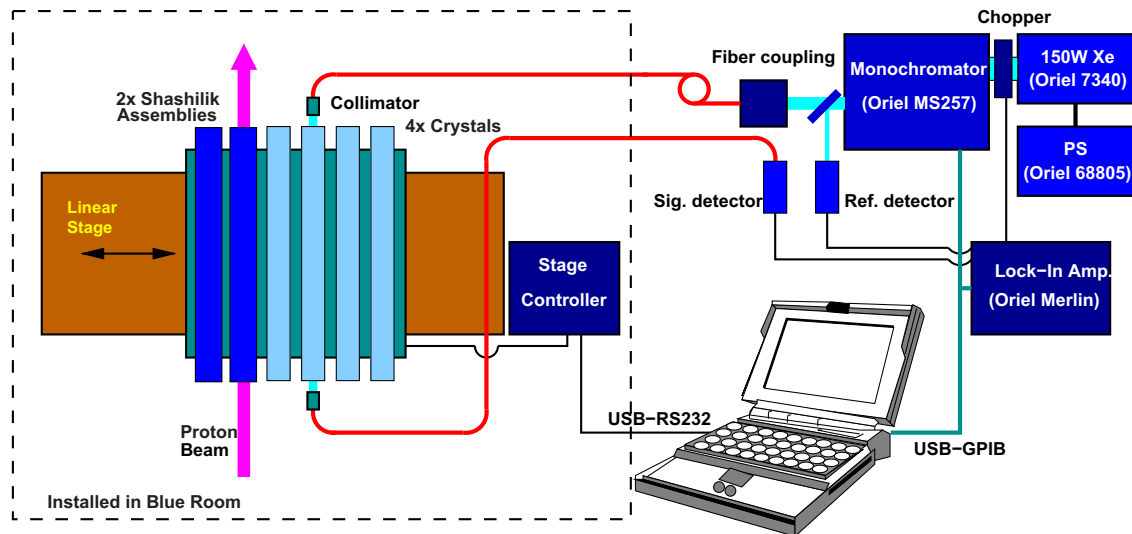 Chopper
Fiber coupling
Monochromator
(Oriel MS257)
150W Xe
(Oriel 7340)
2x Shashilik
Assemblies
Collimator
4x Crystals
PS
(Oriel 68805)
Linear
Stage
Sig. detector
Ref. detector
Stage
Controller
Lock−In Amp.
(Oriel Merlin)
USB−RS232
USB−GPIB
Proton
Beam
Installed in Blue Room